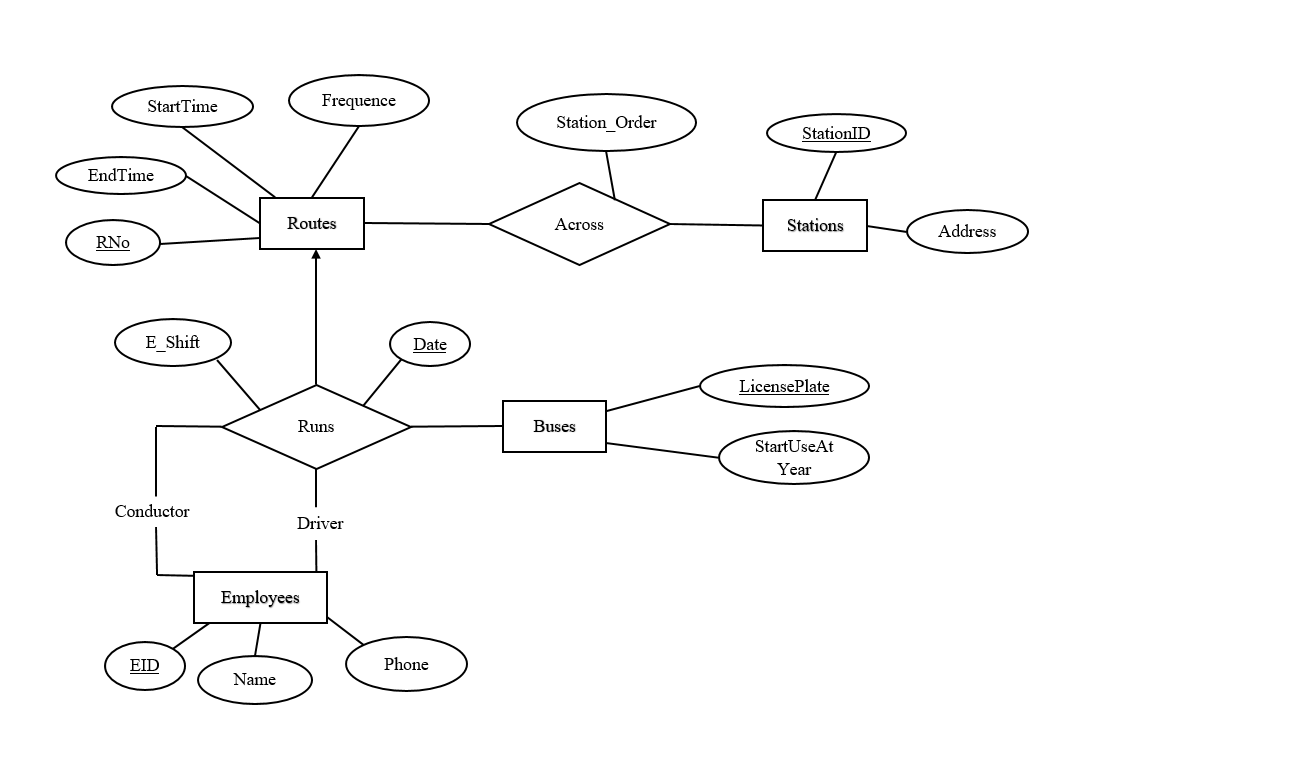 StartTime
Frequence
Station_Order
StationID
EndTime
RNo
Routes
Across
Stations
Address
E_Shift
Date
LicensePlate
Runs
Buses
StartUseAt
Year
Conductor
Driver
Employees
EID
Name
Phone